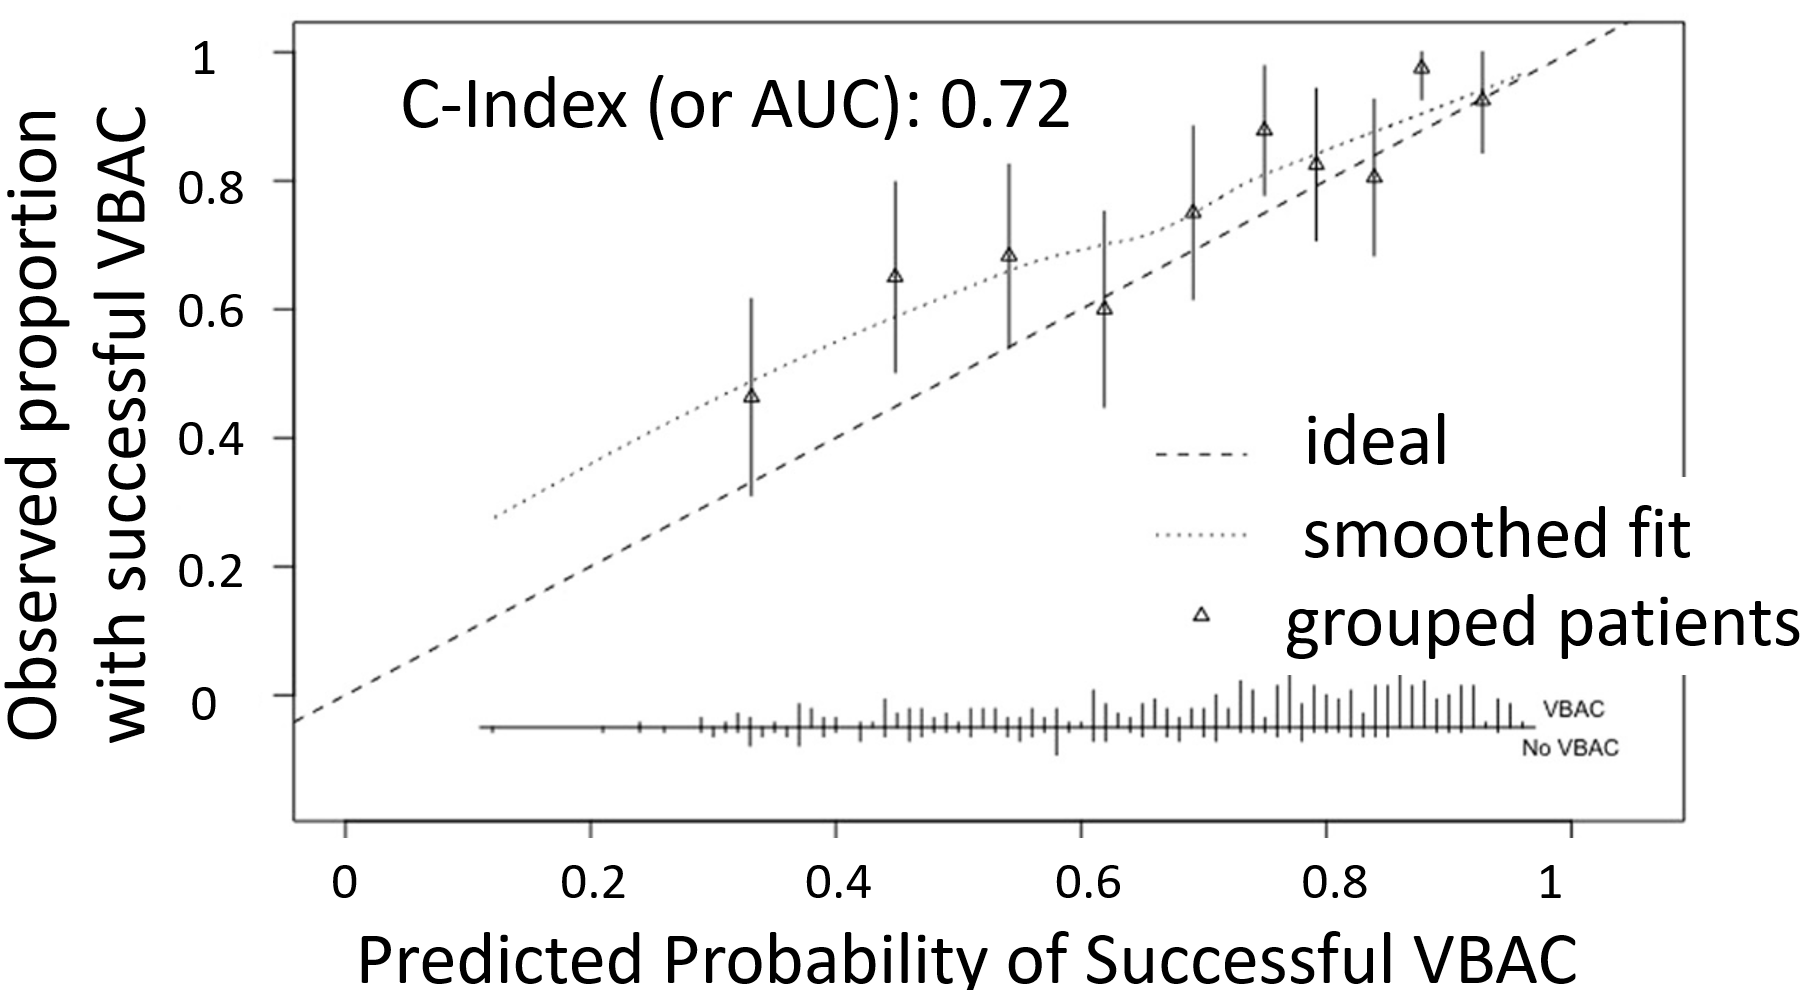 Observed proportion
with successful VBAC
1
0.8
0.6
0.4
0.2
0
C-Index (or AUC): 0.72
ideal
smoothed fit
grouped patients
VBAC
No VBAC
0 0.2 0.4 0.6 0.8 1
Predicted Probability of Successful VBAC